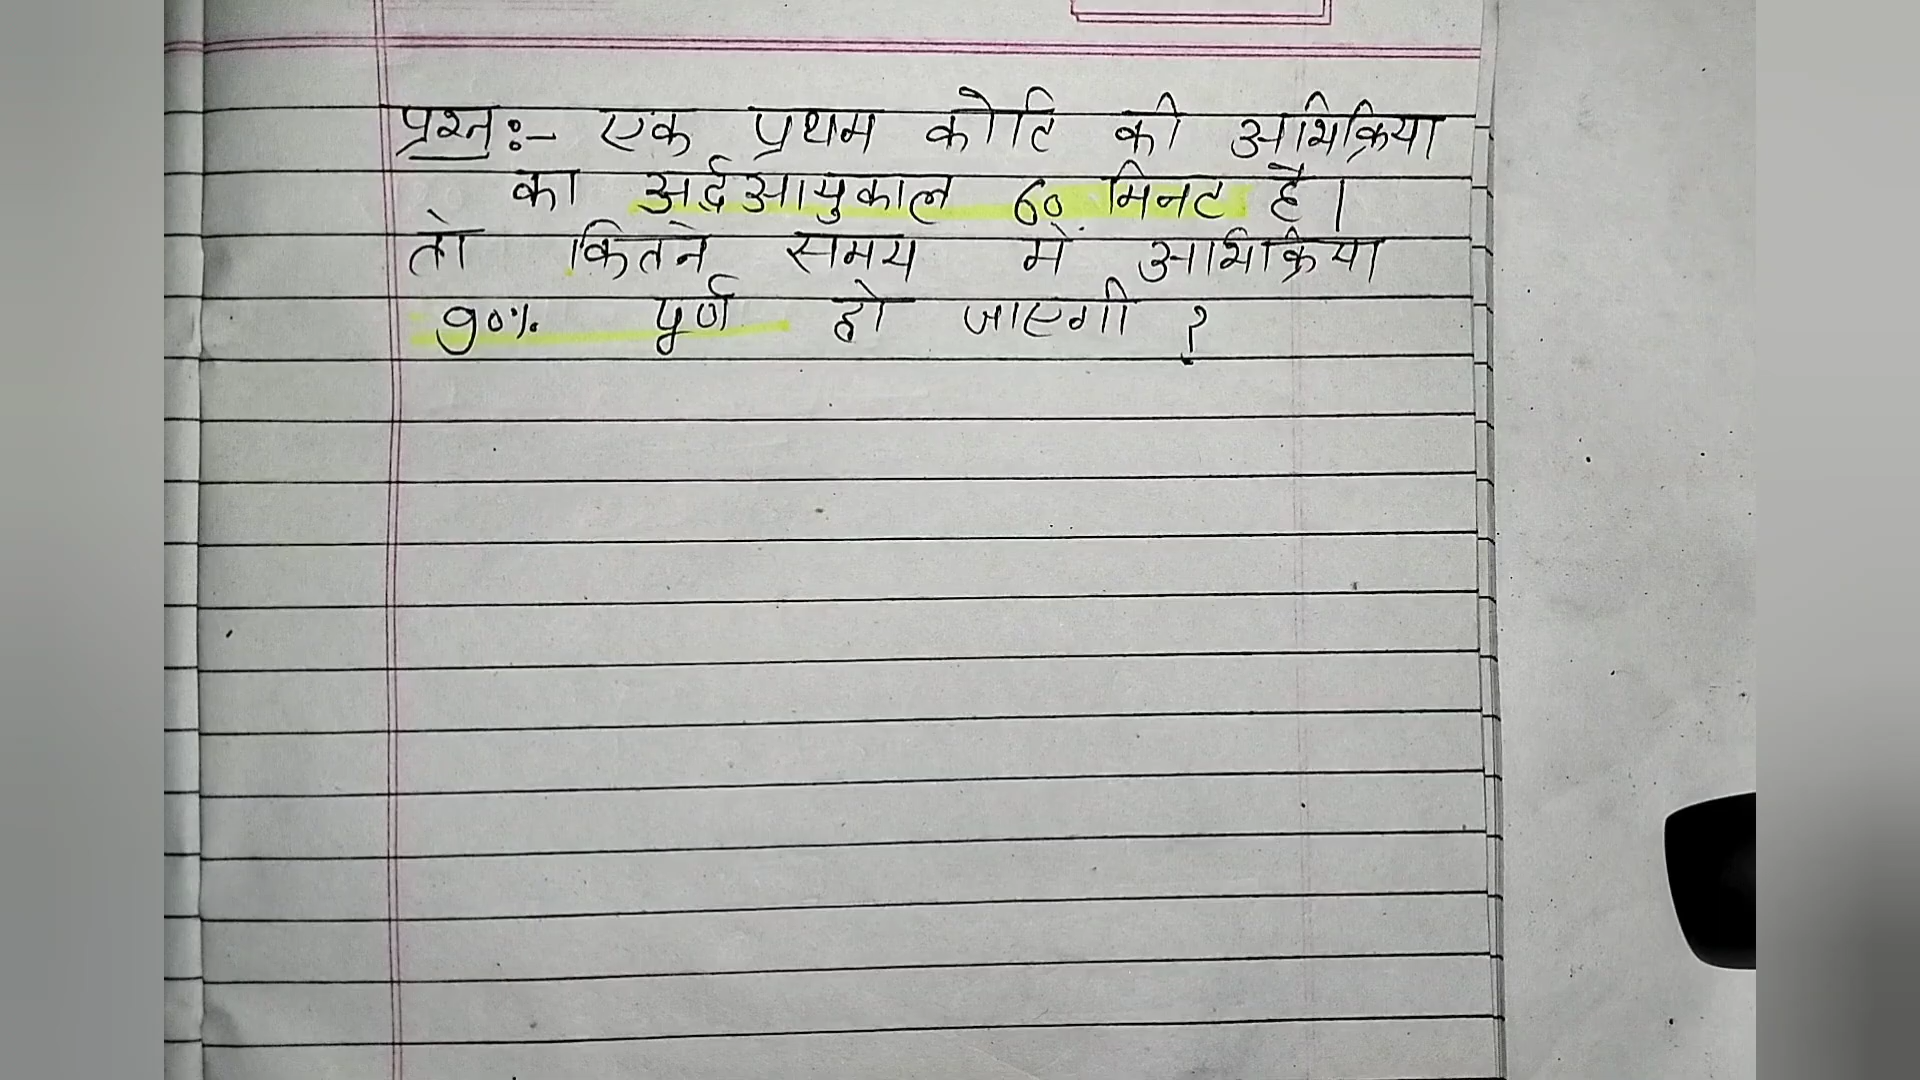 प्रश्न:- एक प्रथम कोटि की अभिक्रिया
का अर्द्धआयुकाल 60 मिनट है।
तो कितने समय में अभिक्रिया
90% पूर्ण हो जाएगी ?